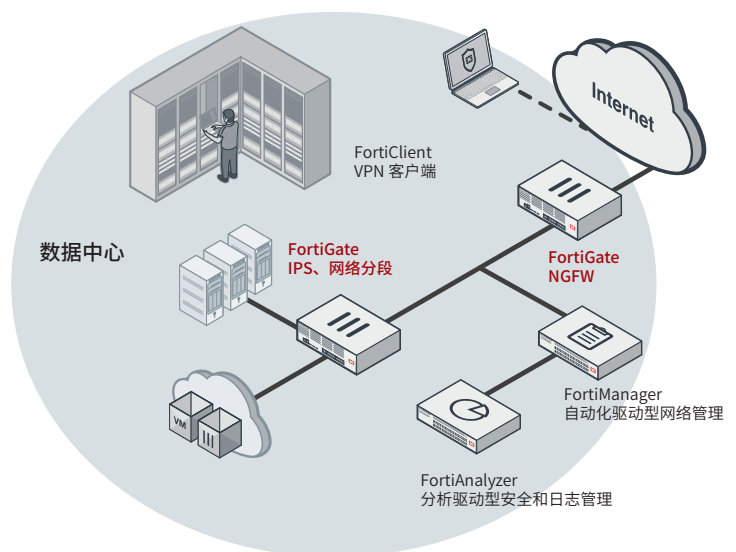 Internet
FortiClient
VPN 客户端
数据中心
FortiGate
IPS、网络分段
FortiGate
NGFW
VM
FortiManager
自动化驱动型网络管理
FortiAnalyzer
分析驱动型安全和日志管理